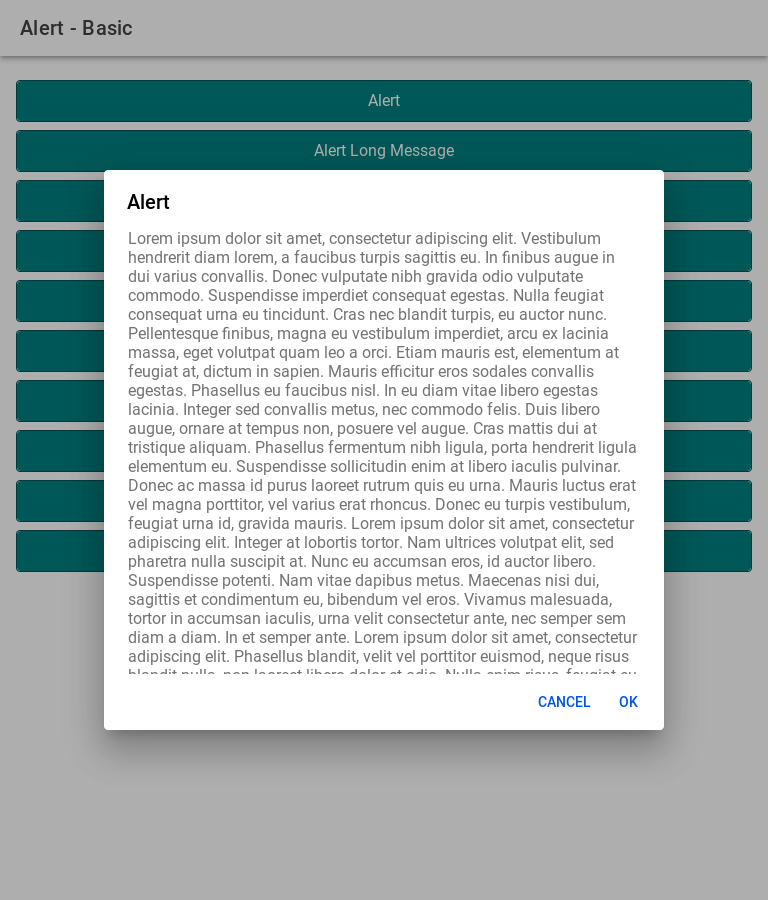 Alert - Basic
Alert
Alert Long Message
Alert
Lorem ipsum dolor sit amet, consectetur adipiscing elit. Vestibulum
hendrerit diam lorem, a faucibus turpis sagittis eu. In finibus augue in
dui varius convallis. Donec vulputate nibh gravida odio vulputate
commodo. Suspendisse imperdiet consequat egestas. Nulla feugiat
consequat urna eu tincidunt. Cras nec blandit turpis, eu auctor nunc.
Pellentesque finibus, magna eu vestibulum imperdiet, arcu ex lacinia
massa, eget volutpat quam leo a orci. Etiam mauris est, elementum at
feugiat at, dictum in sapien. Mauris efficitur eros sodales convallis
egestas. Phasellus eu faucibus nisl. In eu diam vitae libero egestas
lacinia. Integer sed convallis metus, nec commodo felis. Duis libero
augue, ornare at tempus non, posuere vel augue. Cras mattis dui at
tristique aliquam. Phasellus fermentum nibh ligula, porta hendrerit ligula
elementum eu. Suspendisse sollicitudin enim at libero iaculis pulvinar.
Donec ac massa id purus laoreet rutrum quis eu urna. Mauris luctus erat
vel magna porttitor, vel varius erat rhoncus. Donec eu turpis vestibulum,
feugiat urna id, gravida mauris. Lorem ipsum dolor sit amet, consectetur
adipiscing elit. Integer at lobortis tortor. Nam ultrices volutpat elit, sed
pharetra nulla suscipit at. Nunc eu accumsan eros, id auctor libero.
Suspendisse potenti. Nam vitae dapibus metus. Maecenas nisi dui,
sagittis et condimentum eu, bibendum vel eros. Vivamus malesuada,
tortor in accumsan iaculis, urna velit consectetur ante, nec semper sem
diam a diam. In et semper ante. Lorem ipsum dolor sit amet, consectetur
adipiscing elit. Phasellus blandit, velit vel porttitor euismod, neque risus
CANCEL
OK